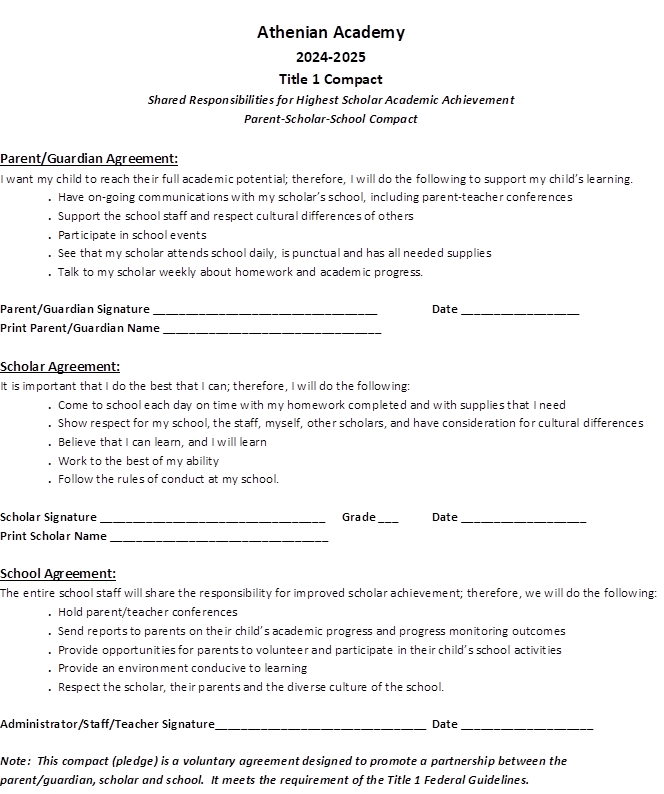 Athenian Academy
2024-2025
Title 1 Compact
Shared Responsibilities for Highest Scholar Academic Achievement
Parent-Scholar-School Compact
Parent/Guardian Agreement:
I want my child to reach their full academic potential; therefore, I will do the following to support my child's learning.
. Have on-going communications with my scholar's school, including parent-teacher conferences
. Support the school staff and respect cultural differences of others
. Participate in school events
. See that my scholar attends school daily, is punctual and has all needed supplies
. Talk to my scholar weekly about homework and academic progress.
Parent/Guardian Signature __________________________________ Date __________________
Print Parent/Guardian Name _________________________________
Scholar Agreement:
It is important that I do the best that I can; therefore, I will do the following:
. Come to school each day on time with my homework completed and with supplies that I need
. Show respect for my school, the staff, myself, other scholars, and have consideration for cultural differences
. Believe that I can learn, and I will learn
. Work to the best of my ability
. Follow the rules of conduct at my school.
Scholar Signature __________________________________ Grade ___ Date ___________________
Print Scholar Name _________________________________
School Agreement:
The entire school staff will share the responsibility for improved scholar achievement; therefore, we will do the following:
. Hold parent/teacher conferences
. Send reports to parents on their child's academic progress and progress monitoring outcomes
. Provide opportunities for parents to volunteer and participate in their child's school activities
. Provide an environment conducive to learning
. Respect the scholar, their parents and the diverse culture of the school.
Administrator/Staff/Teacher Signature________________________________ Date ____________________
Note: This compact (pledge) is a voluntary agreement designed to promote a partnership between the
parent/guardian, scholar and school. It meets the requirement of the Title 1 Federal Guidelines.